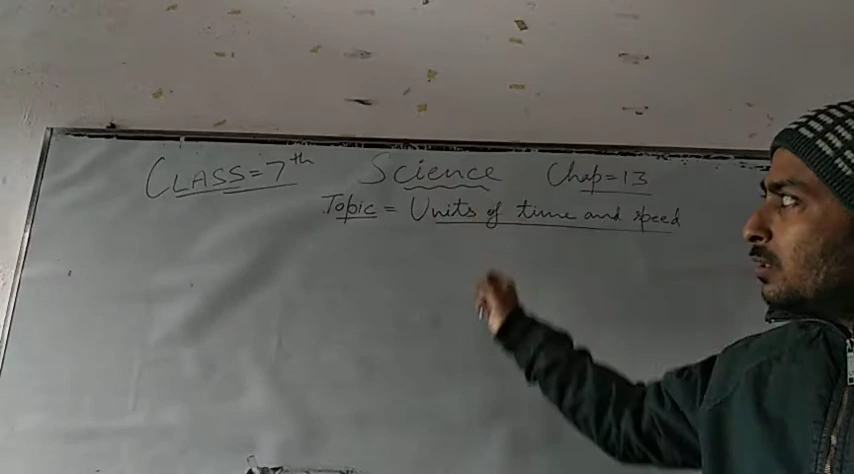 CLASS = 7th Science Chap = 13
Topic = Units of time and speed